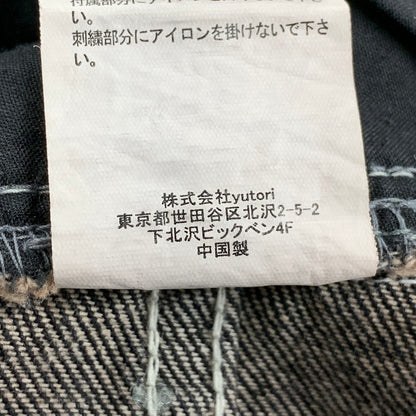 い。
刺繍部分にアイロンを掛けないで下さ
い。
株式会社yutori
東京都世田谷区北沢2-5-2
下北沢ビックベン4F
中国製